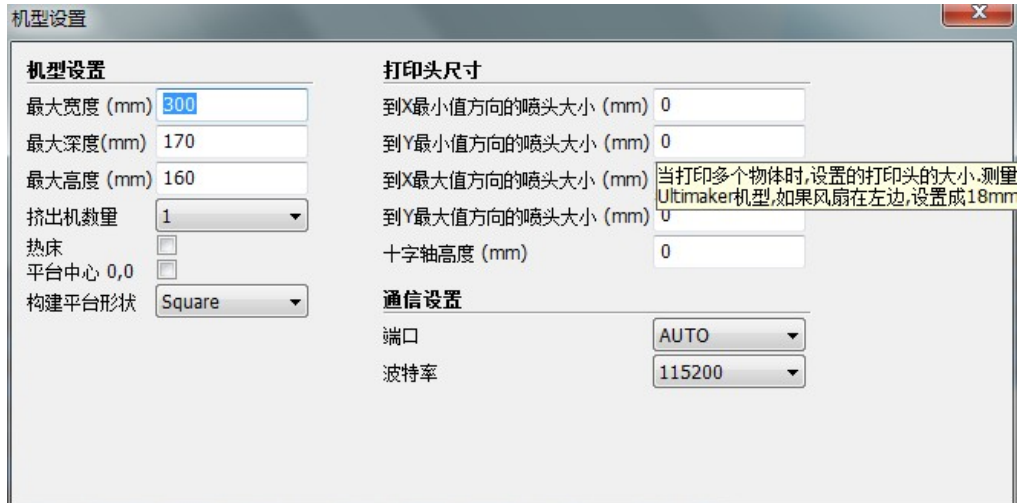 机型设置
x
机型设置
最大宽度 (mm) 300
最大深度(mm) 170
最大高度 (mm) 160
挤出机数量 1
热床
平台中心 0,0
构建平台形状 Square
打印头尺寸
到X最小值方向的喷头大小 (mm) 0
到Y最小值方向的喷头大小 (mm) 0
到X最大值方向的喷头大小 (mm)
当打印多个物体时,设置的打印头的大小.测量
Ultimaker机型,如果风扇在左边,设置成18mm
到Y最大值方向的喷头大小 (mm) 0
十字轴高度 (mm) 0
通信设置
端口 AUTO
波特率 115200